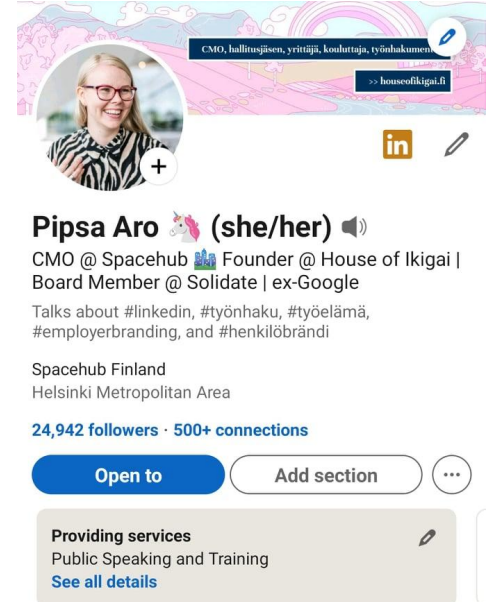 CMO, hallitusjäsen, yrittäjä, kouluttaja,
>> houseofikigai.fi
in
Pipsa Aro 🦄 (she/her)
CMO @ Spacehub 🏙️ Founder @ House of Ikigai |
Board Member @ Solidate | ex-Google
Talks about #linkedin, #työnhaku, #työelämä,
#employerbranding, and #henkilöbrändi
Spacehub Finland
Helsinki Metropolitan Area
24,942 followers · 500+ connections
Open to
Add section
Providing services
Public Speaking and Training
See all details